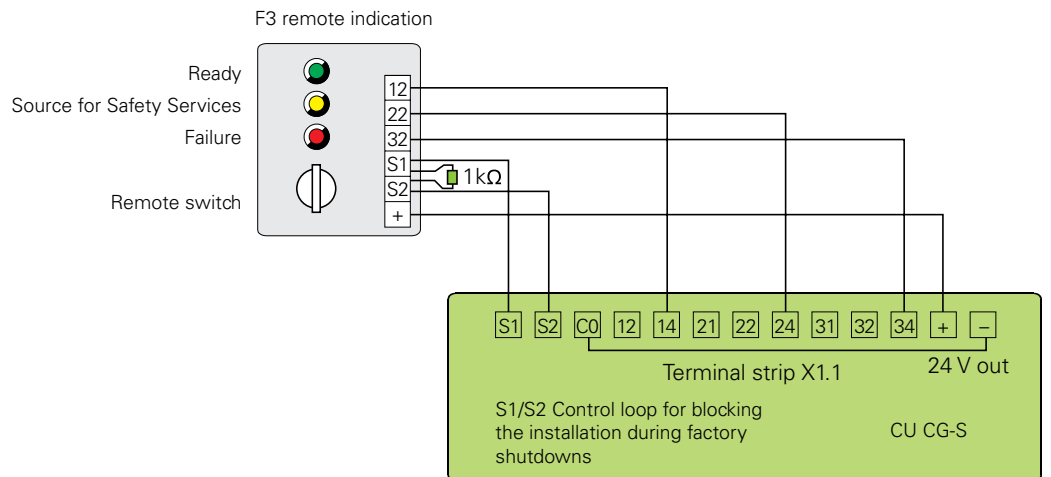 F3 remote indication
Ready
Source for Safety Services
Failure
Remote switch
12
22
32
S1
S2
+
1kΩ
S1 S2 C0 12 14 21 22 24 31 32 34 + −
Terminal strip X1.1
24 V out
S1/S2 Control loop for blocking
the installation during factory
shutdowns
CU CG-S